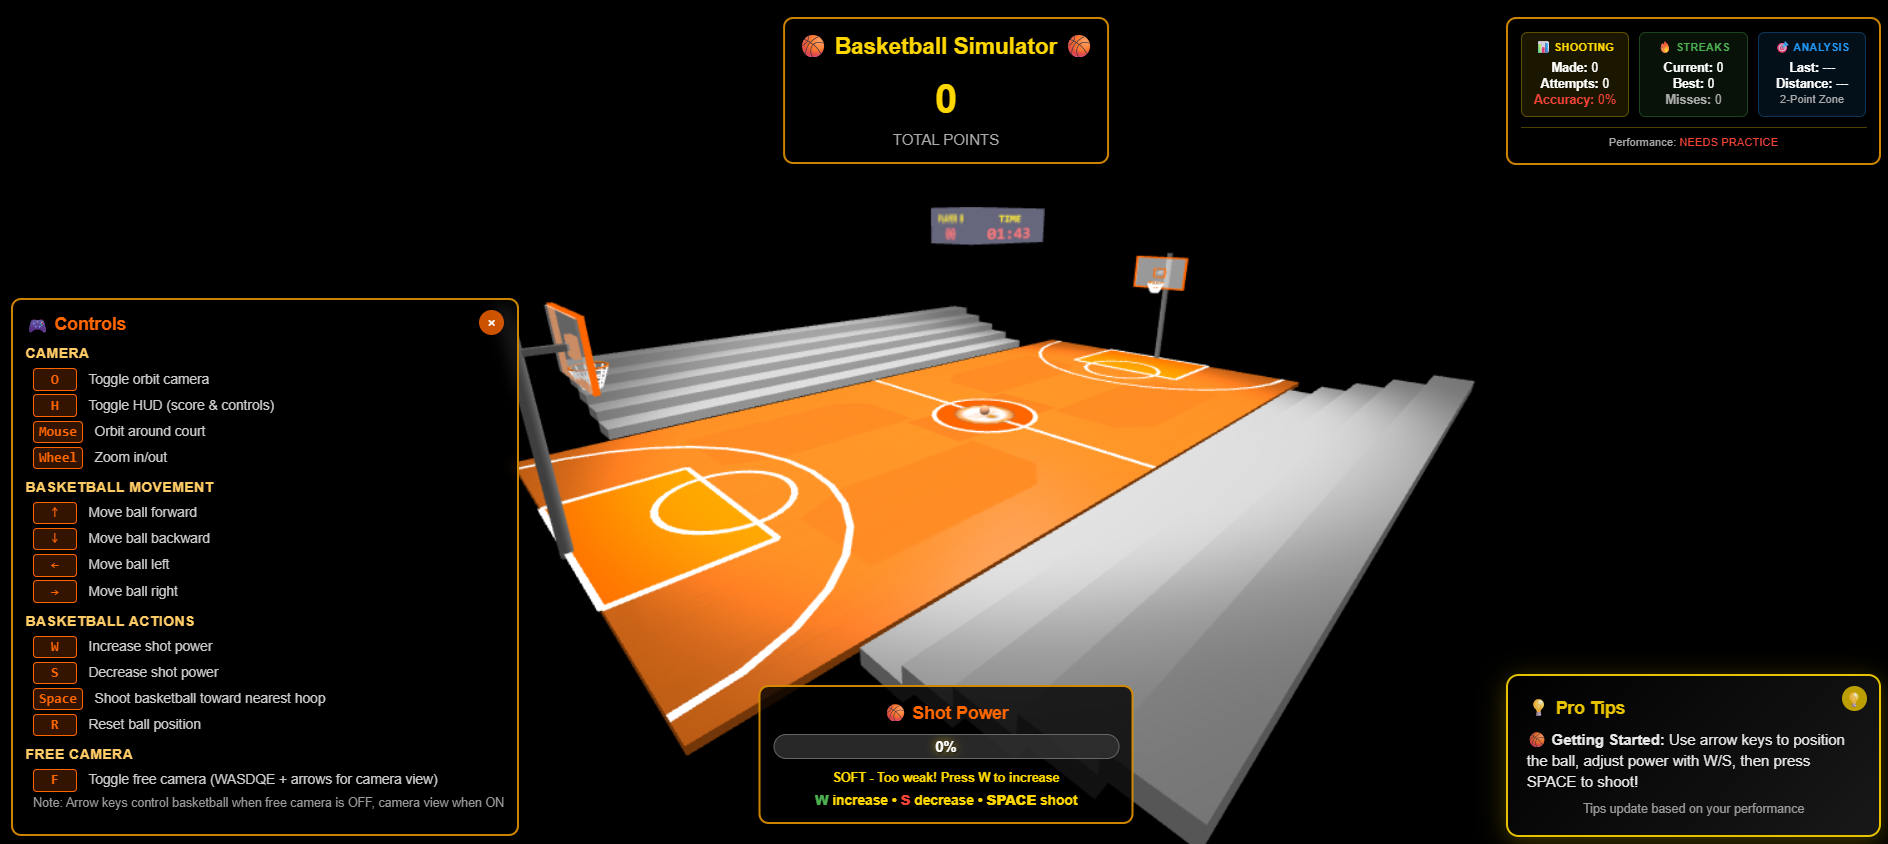 Basketball Simulator
0
TOTAL POINTS
SHOOTING
Made: 0
Attempts: 0
Accuracy: 0%
STREAKS
Current: 0
Best: 0
Misses: 0
ANALYSIS
Last: —
Distance: —
2-Point Zone
Performance: NEEDS PRACTICE
TIME
01:43
Controls
×
CAMERA
O Toggle orbit camera
H Toggle HUD (score & controls)
Mouse Orbit around court
Wheel Zoom in/out
BASKETBALL MOVEMENT
↑ Move ball forward
↓ Move ball backward
← Move ball left
→ Move ball right
BASKETBALL ACTIONS
W Increase shot power
S Decrease shot power
Space Shoot basketball toward nearest hoop
R Reset ball position
FREE CAMERA
F Toggle free camera (WASDQE + arrows for camera view)
Note: Arrow keys control basketball when free camera is OFF, camera view when ON
Shot Power
0%
SOFT - Too weak! Press W to increase
W increase • S decrease • SPACE shoot
Pro Tips
Getting Started: Use arrow keys to position
the ball, adjust power with W/S, then press
SPACE to shoot!
Tips update based on your performance